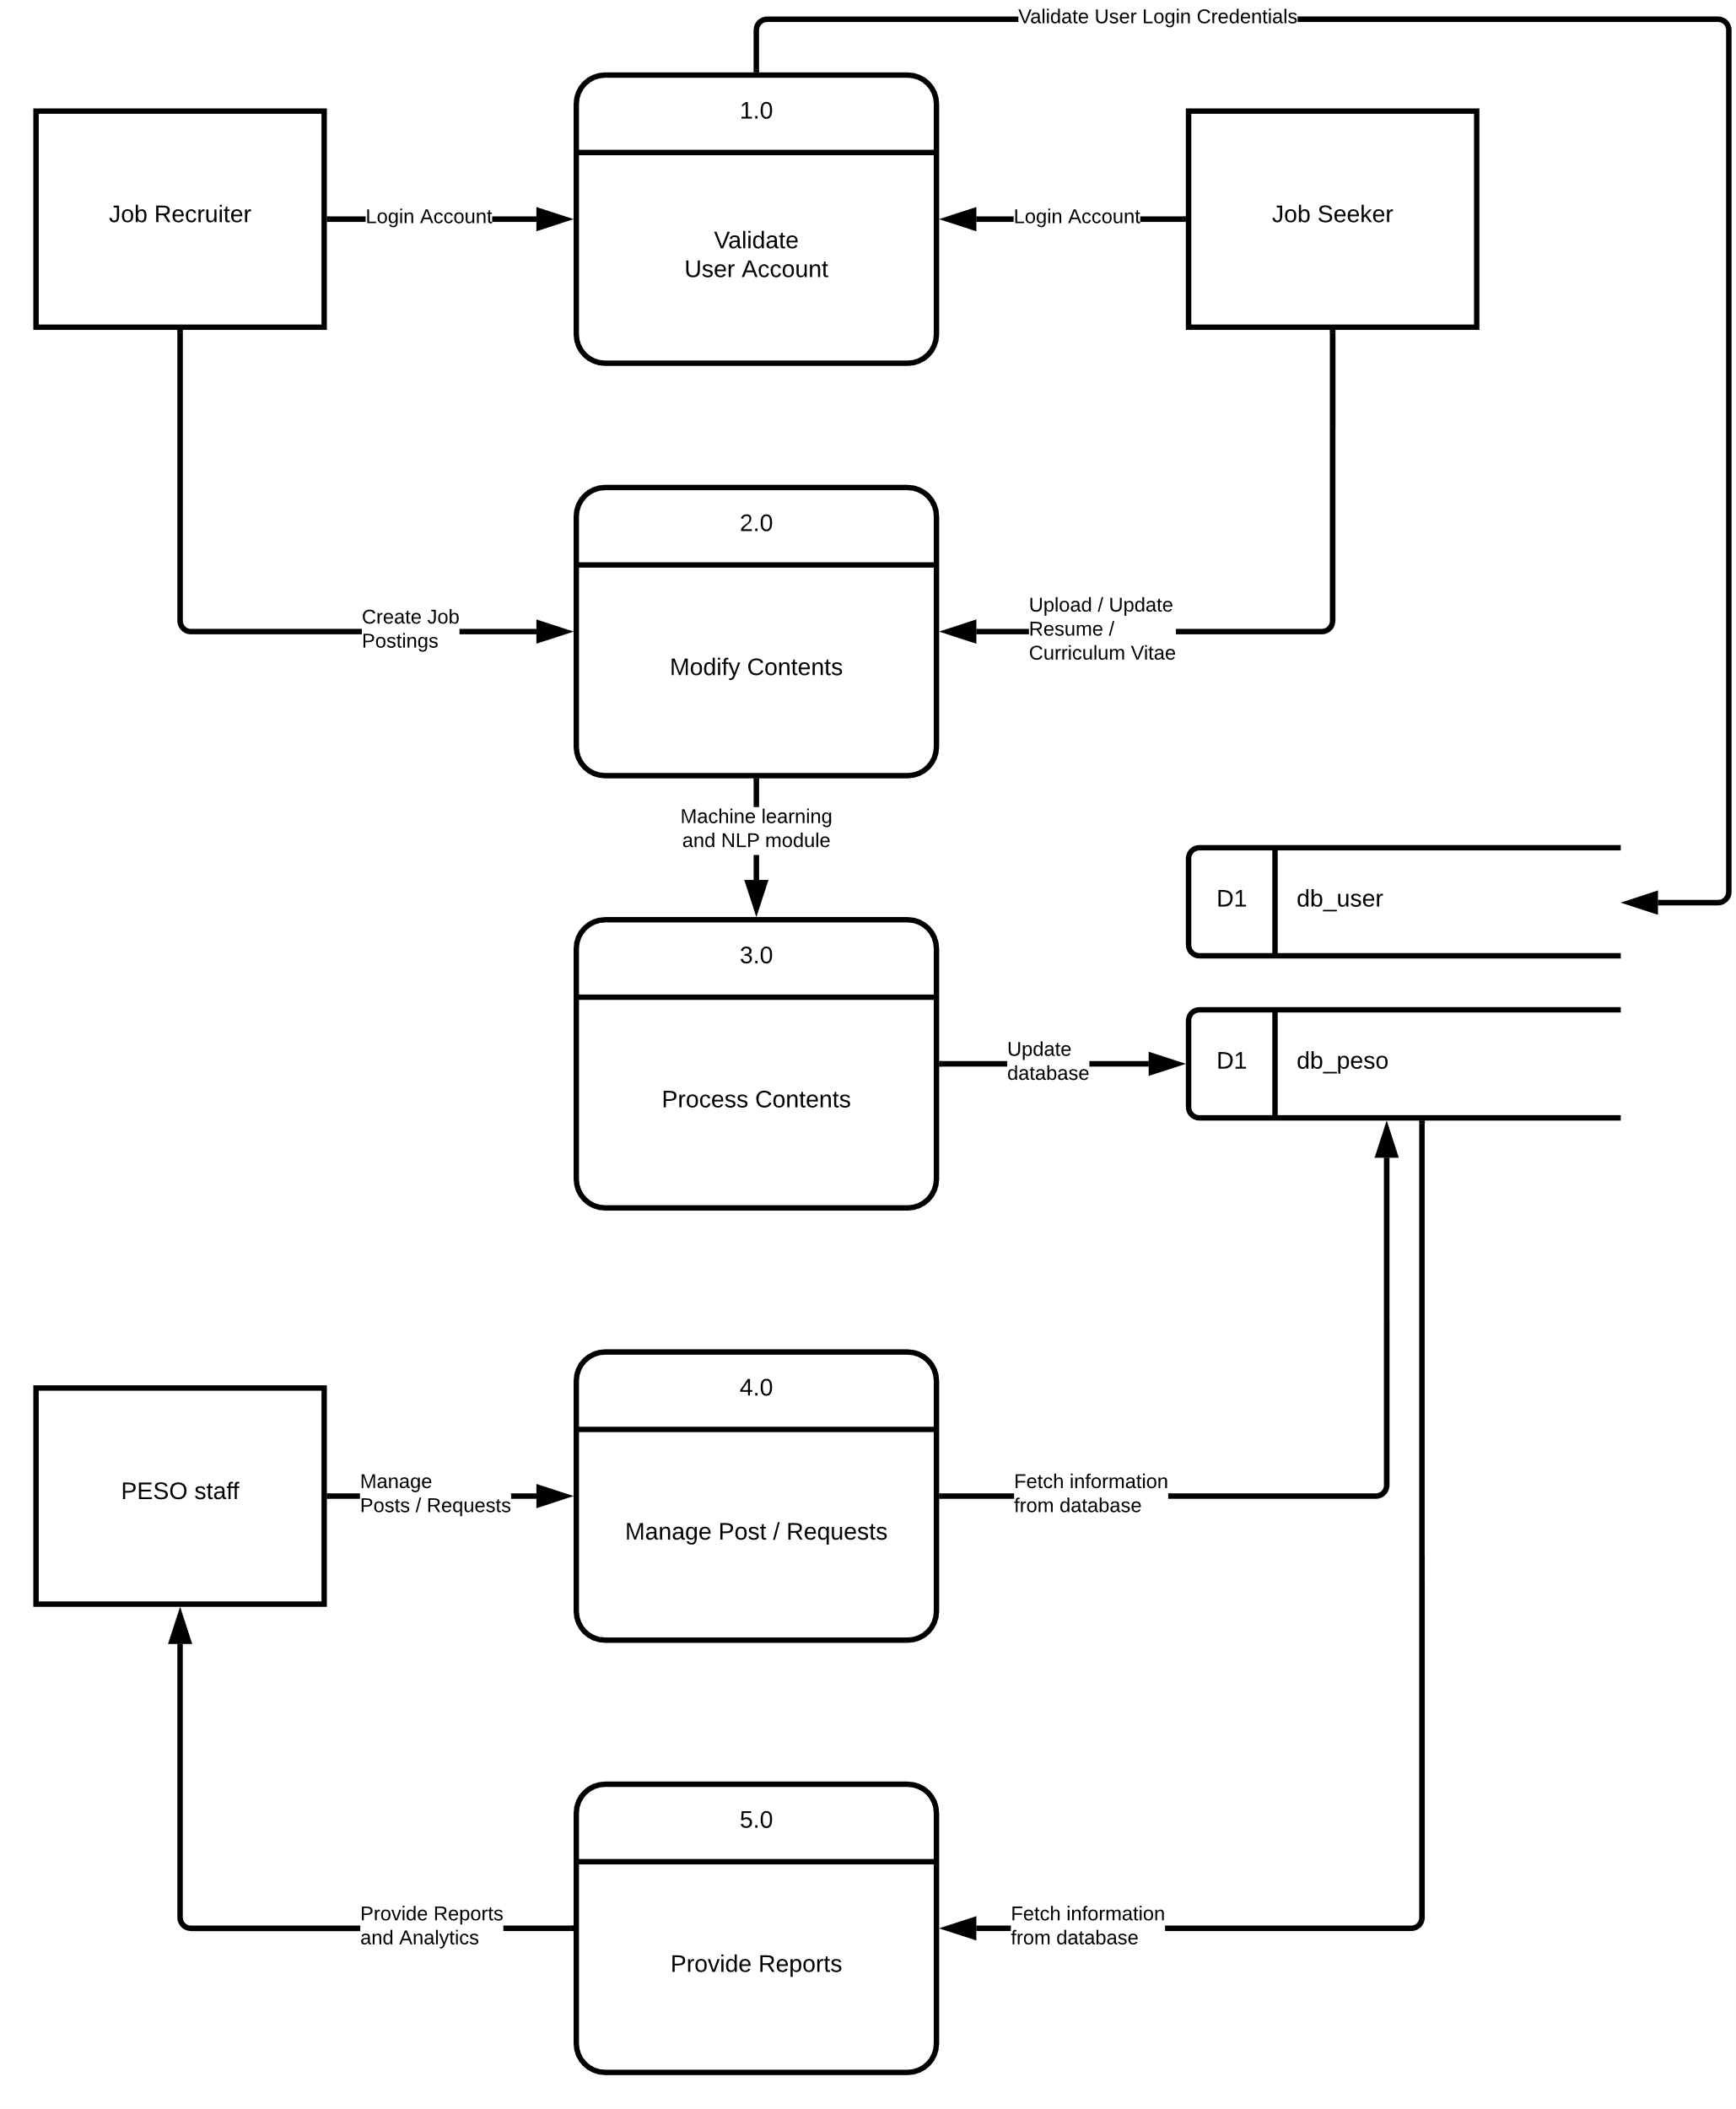 Validate User Login Credentials
1.0
Job Recruiter
Login Account
Validate
User Account
Login Account
Job Seeker
2.0
Create Job
Postings
Modify Contents
Upload / Update
Resume /
Curriculum Vitae
Machine learning
and NLP module
D1
db_user
3.0
Process Contents
Update
database
D1
db_peso
4.0
PESO staff
Manage
Posts / Requests
Manage Post / Requests
Fetch information
from database
5.0
Provide Reports
and Analytics
Provide Reports
Fetch information
from database